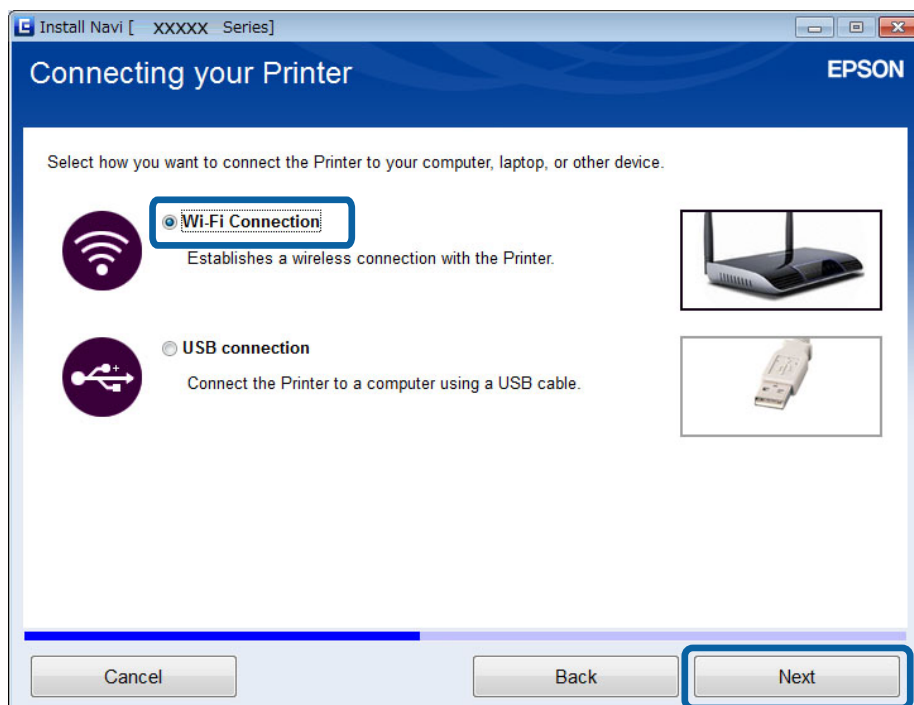 Install Navi [ XXXXX Series]
Connecting your Printer
EPSON
Select how you want to connect the Printer to your computer, laptop, or other device.
Wi-Fi Connection
Establishes a wireless connection with the Printer.
USB connection
Connect the Printer to a computer using a USB cable.
Cancel
Back
Next